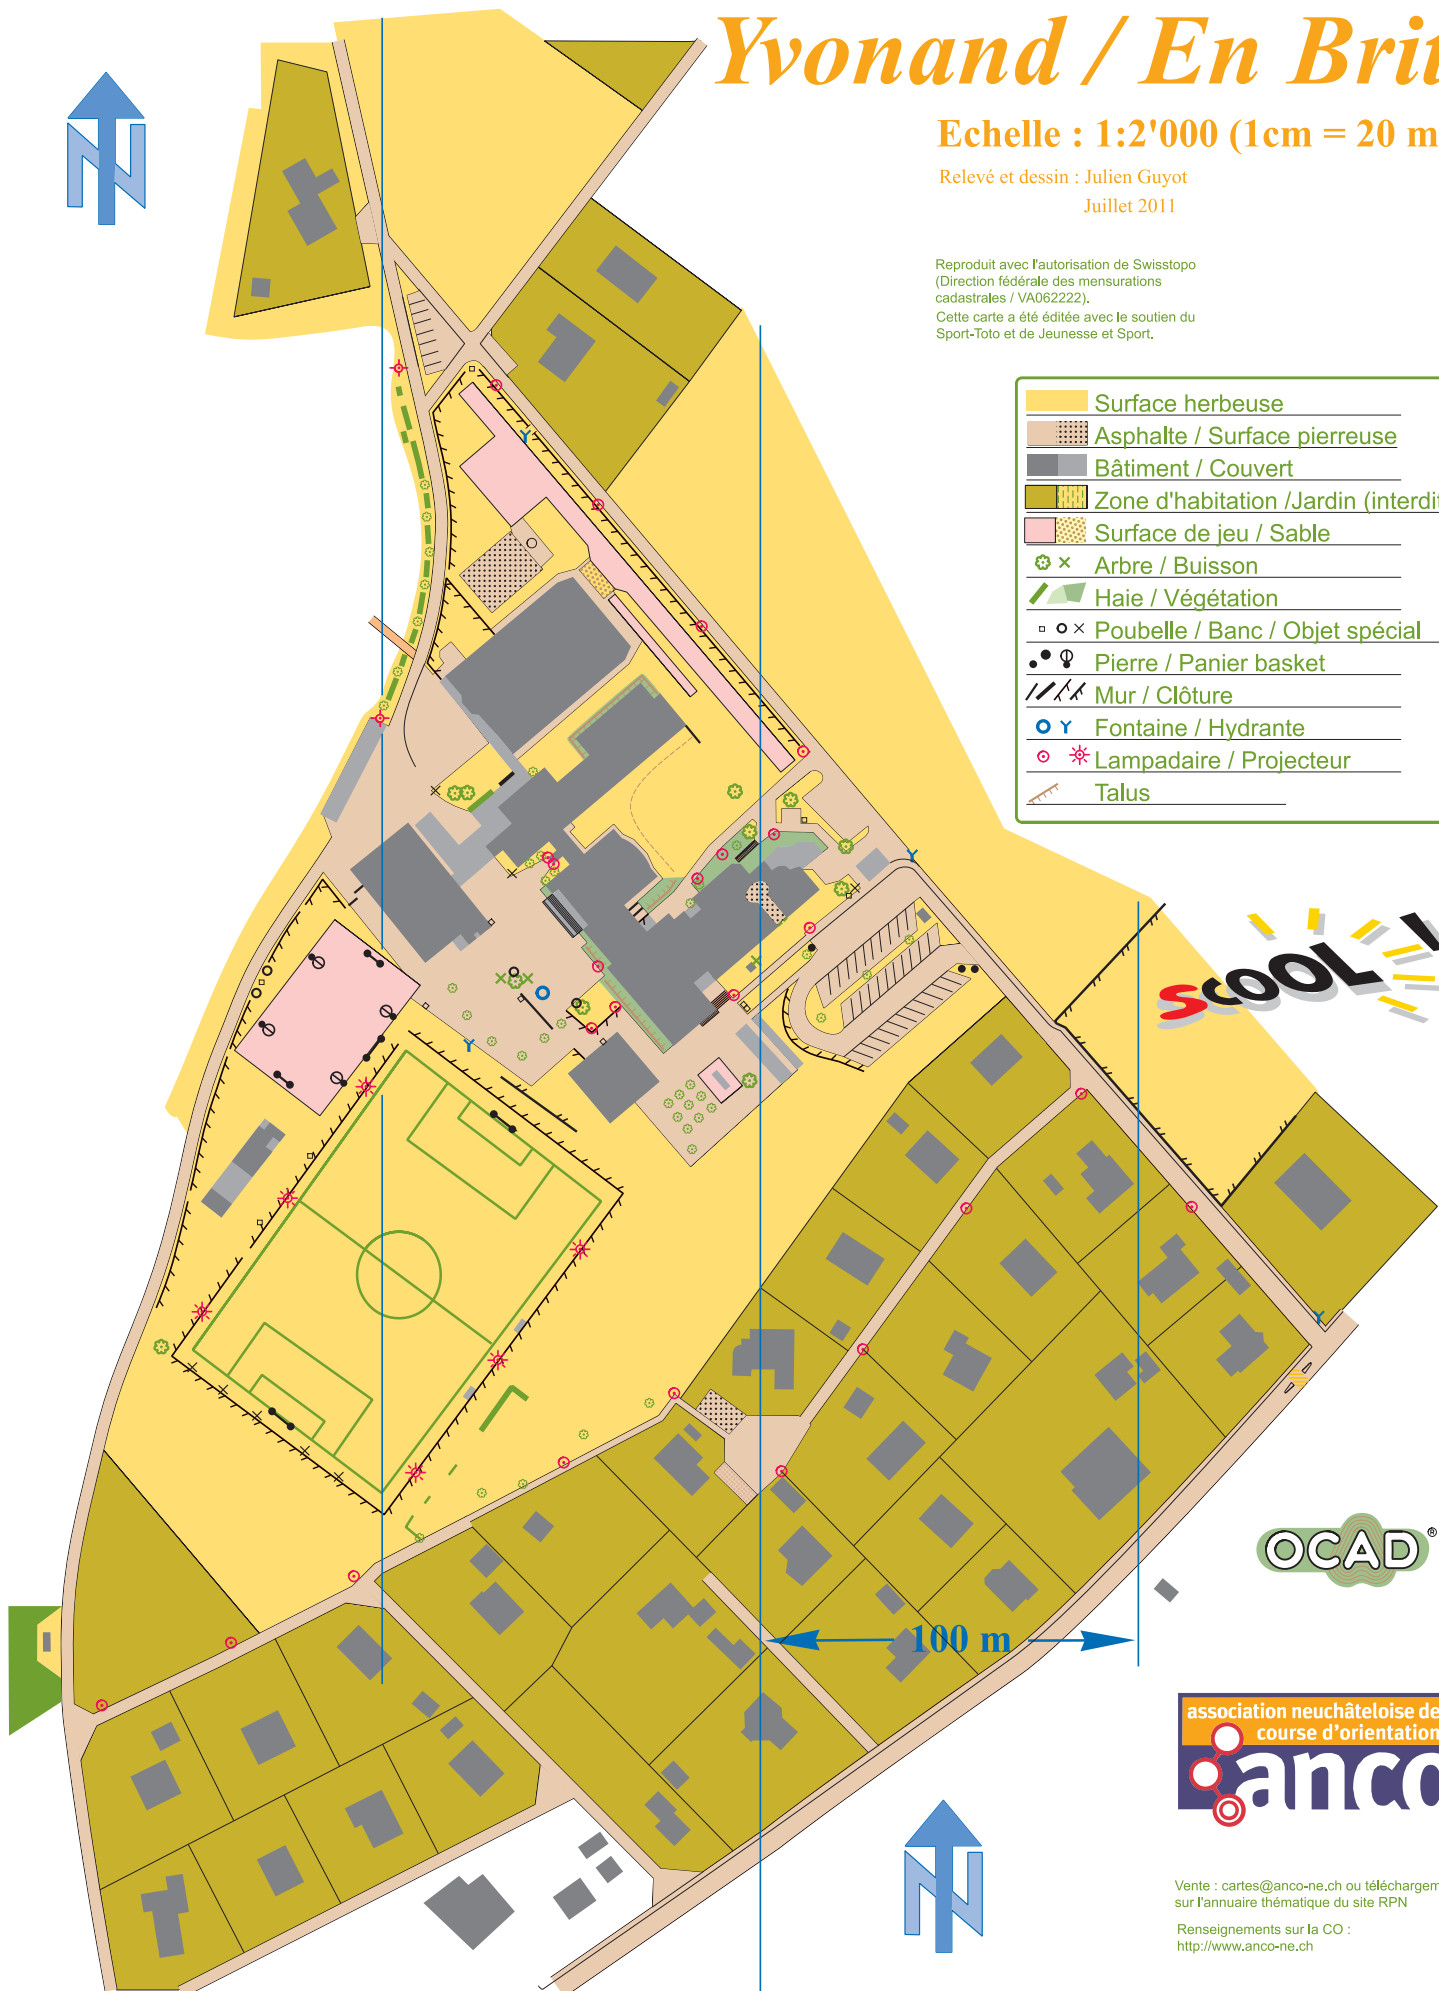 Yvonand / En Brit
Echelle : 1:2'000 (1cm = 20 m
Relevé et dessin : Julien Guyot
Juillet 2011
Reproduit avec l'autorisation de Swisstopo
(Direction fédérale des mensurations
cadastrales / VA062222).
Cette carte a été éditée avec le soutien du
Sport-Toto et de Jeunesse et Sport.
Surface herbeuse
Asphalte / Surface pierreuse
Bâtiment / Couvert
Zone d'habitation /Jardin (interdit
Surface de jeu / Sable
Arbre / Buisson
Haie / Végétation
Poubelle / Banc / Objet spécial
Pierre / Panier basket
Mur / Clôture
Fontaine / Hydrante
Lampadaire / Projecteur
Talus
sCOOL !
OCAD ®
100 m
association neuchâteloise de
course d'orientation
anco
Vente : cartes@anco-ne.ch ou téléchargem
sur l'annuaire thématique du site RPN
Renseignements sur la CO :
http://www.anco-ne.ch